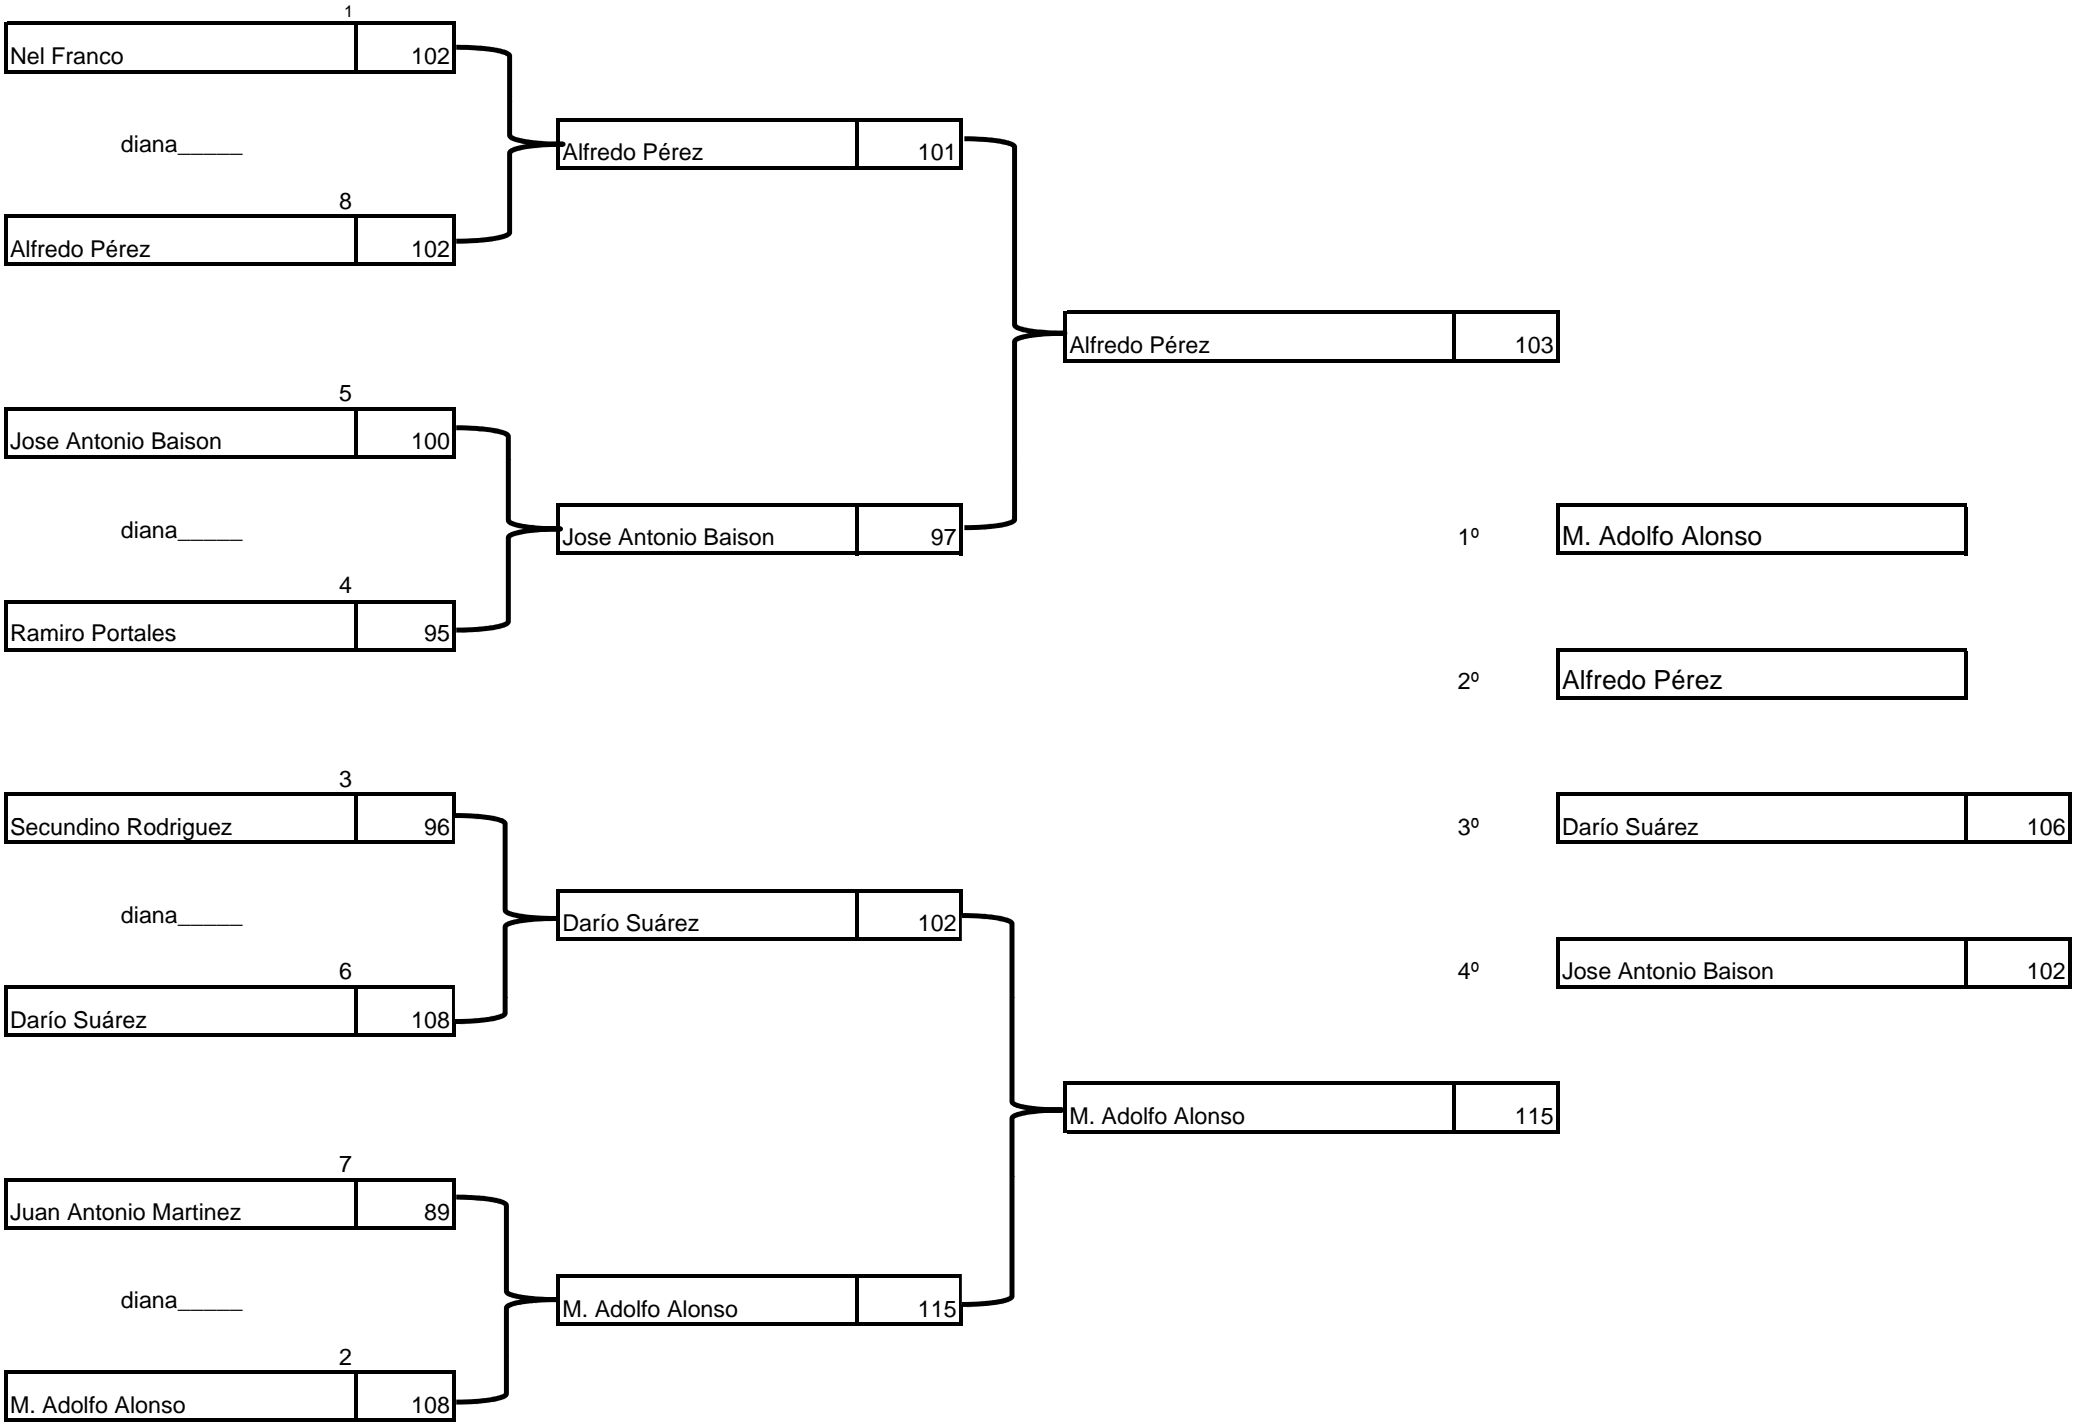 1
Nel Franco 102
diana_____
Alfredo Pérez 101
8
Alfredo Pérez 102
Alfredo Pérez 103
5
Jose Antonio Baison 100
diana_____
Jose Antonio Baison 97
1º M. Adolfo Alonso
4
Ramiro Portales 95
2º Alfredo Pérez
3
Secundino Rodriguez 96
3º Darío Suárez 106
diana_____
Darío Suárez 102
6
4º Jose Antonio Baison 102
Darío Suárez 108
M. Adolfo Alonso 115
7
Juan Antonio Martinez 89
diana_____
M. Adolfo Alonso 115
2
M. Adolfo Alonso 108